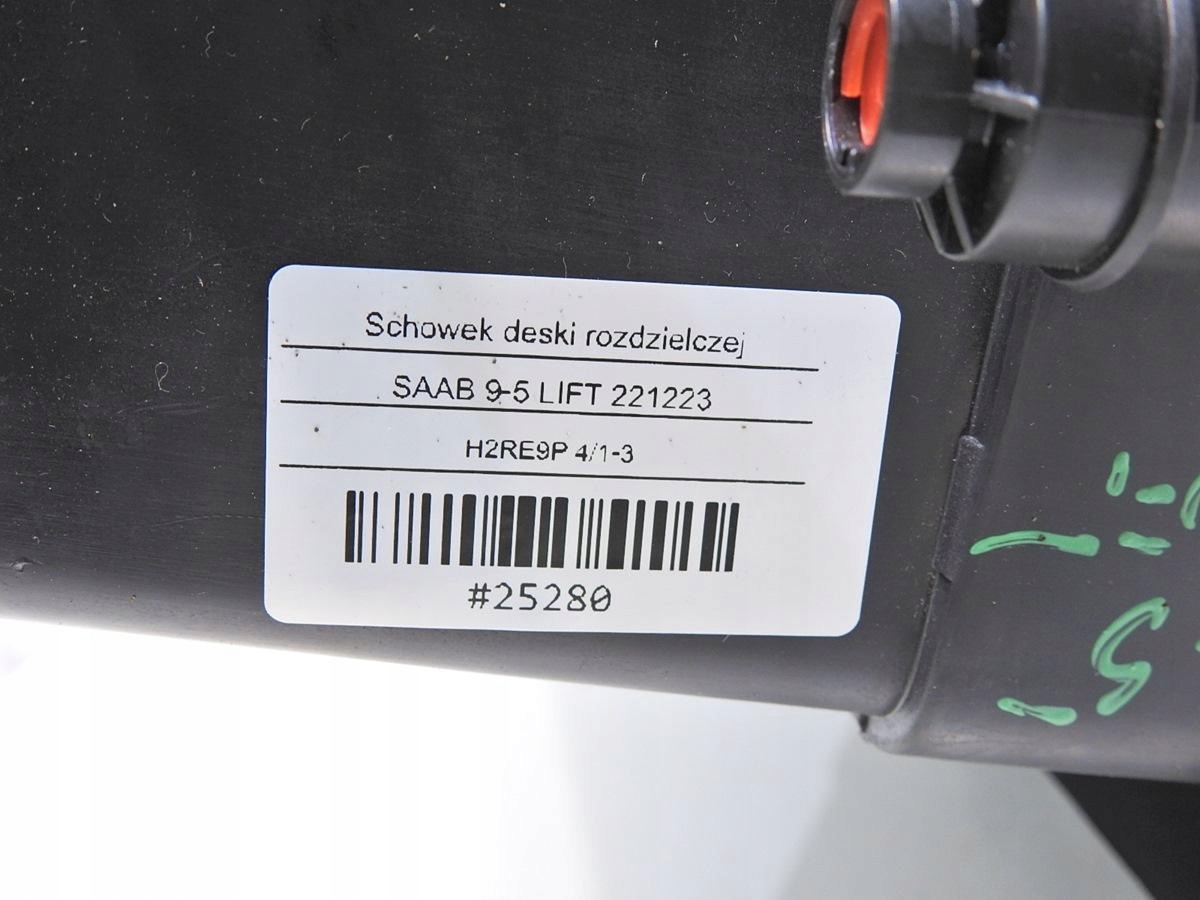 Schowek deski rozdzielczej
SAAB 9-5 LIFT 221223
H2RE9P 4/1-3
#25280